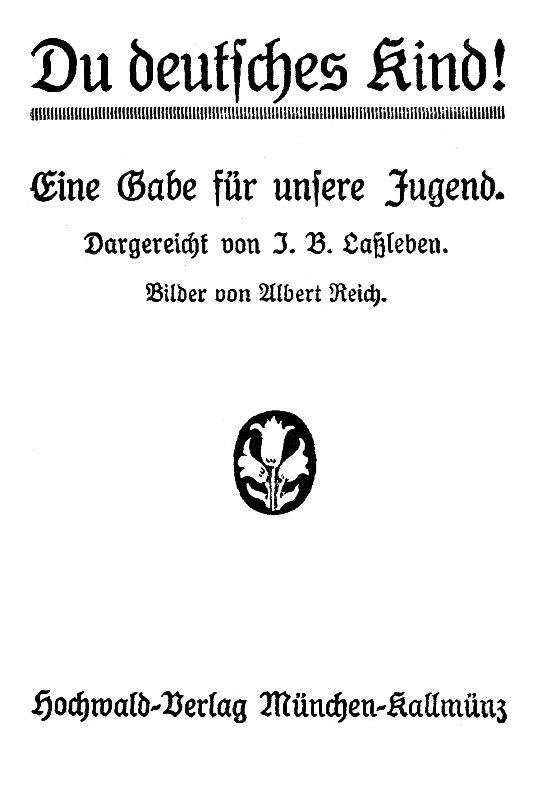 Du deutsches Kind!
Eine Gabe für unsere Jugend.
Dargereicht von J. B. Laßleben.
Bilder von Albert Reich.
Hochwald-Verlag München-Kallmünz